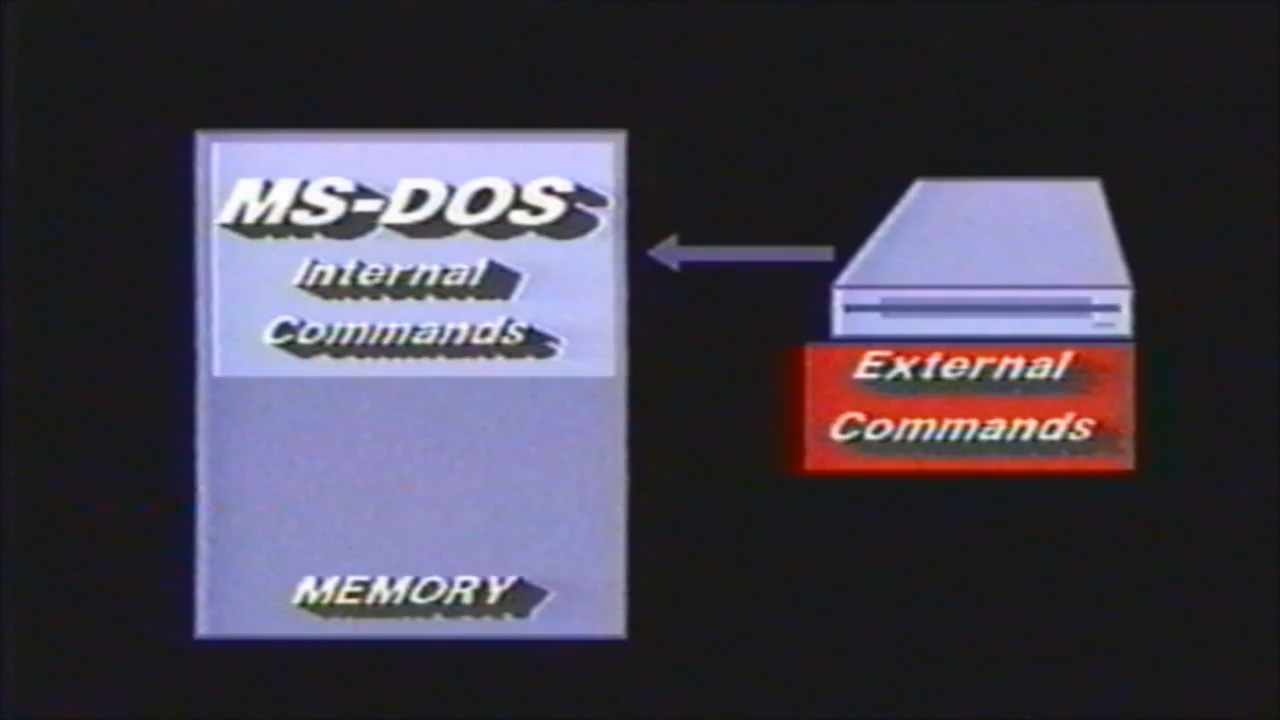 MS-DOS
Internal
Commands
MEMORY
External
Commands